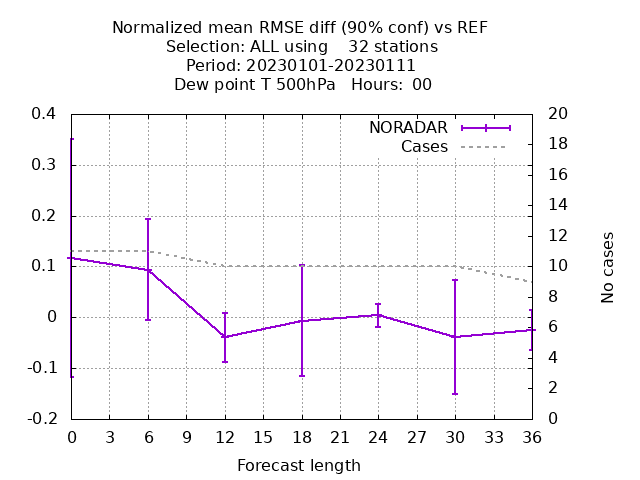 Normalized mean RMSE diff (90% conf) vs REF
Selection: ALL using    32 stations
Period: 20230101-20230111
Dew point T 500hPa   Hours:  00
0.4
0.3
0.2
0.1
0
-0.1
-0.2
NORADAR
Cases
20
18
16
14
12
10
8
6
4
2
0
No cases
0 3 6 9 12 15 18 21 24 27 30 33 36
Forecast length